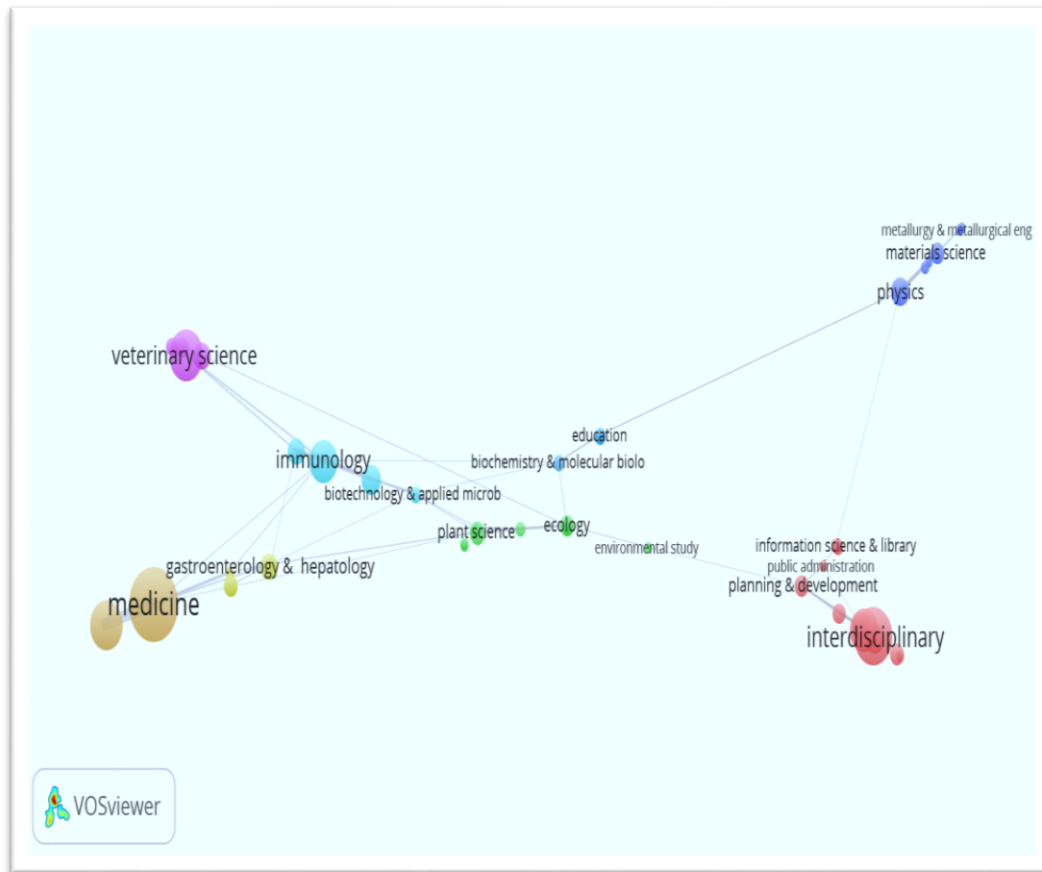 metallurgy & metallurgical eng
materials science
physics
veterinary science
education
immunology
biochemistry & molecular biolo
biotechnology & applied microb
plant science
ecology
environmental study
information science & library
gastroenterology & hepatology
public administration
planning & development
medicine
interdisciplinary
VOSviewer